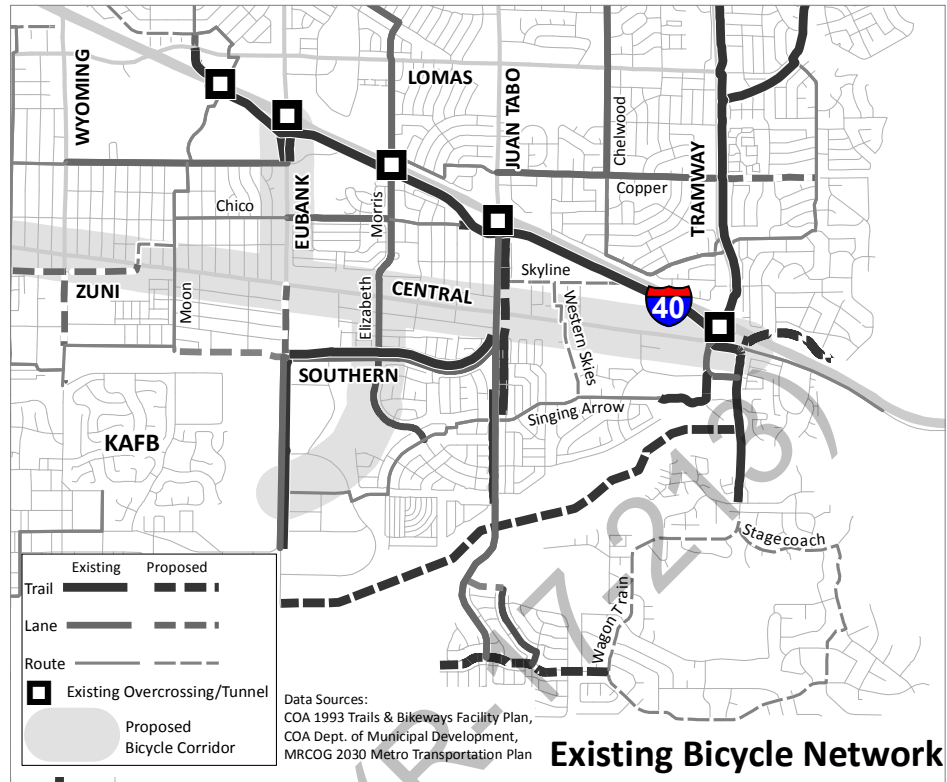 WYOMING
LOMAS
JUAN TABO
Chelwood
TRAMWAY
Copper
Chico
EUBANK
Morris
Skyline
ZUNI
Moon
Elizabeth
CENTRAL
Western Skies
40
SOUTHERN
Singing Arrow
KAFB
Stagecoach
Wagon Train
Existing Proposed
Trail
Lane
Route
Existing Overcrossing/Tunnel
Proposed
Bicycle Corridor
Data Sources:
COA 1993 Trails & Bikeways Facility Plan,
COA Dept. of Municipal Development,
MRCOG 2030 Metro Transportation Plan
Existing Bicycle Network
R-17 213)